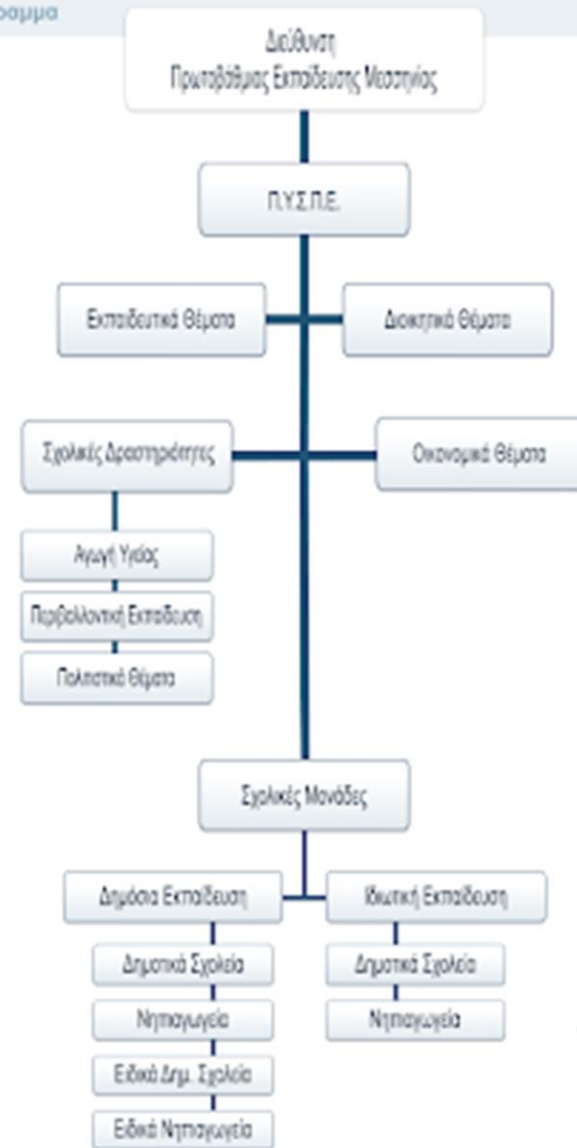 ραμμα
Διεύθυνση
Πρωτοβάθμιας Εκπαίδευσης Μεσσηνίας
Π.Υ.Σ.Π.Ε.
Εκπαιδευτικά Θέματα
Διοικητικά Θέματα
Σχολικές Δραστηριότητες
Οικονομικά Θέματα
Αγωγή Υγείας
Περιβαλλοντική Εκπαίδευση
Πολιτιστικά Θέματα
Σχολικές Μονάδες
Δημόσια Εκπαίδευση
Ιδιωτική Εκπαίδευση
Δημοτικά Σχολεία
Δημοτικά Σχολεία
Νηπιαγωγεία
Νηπιαγωγεία
Ειδικά Δημ. Σχολεία
Ειδικά Νηπιαγωγεία